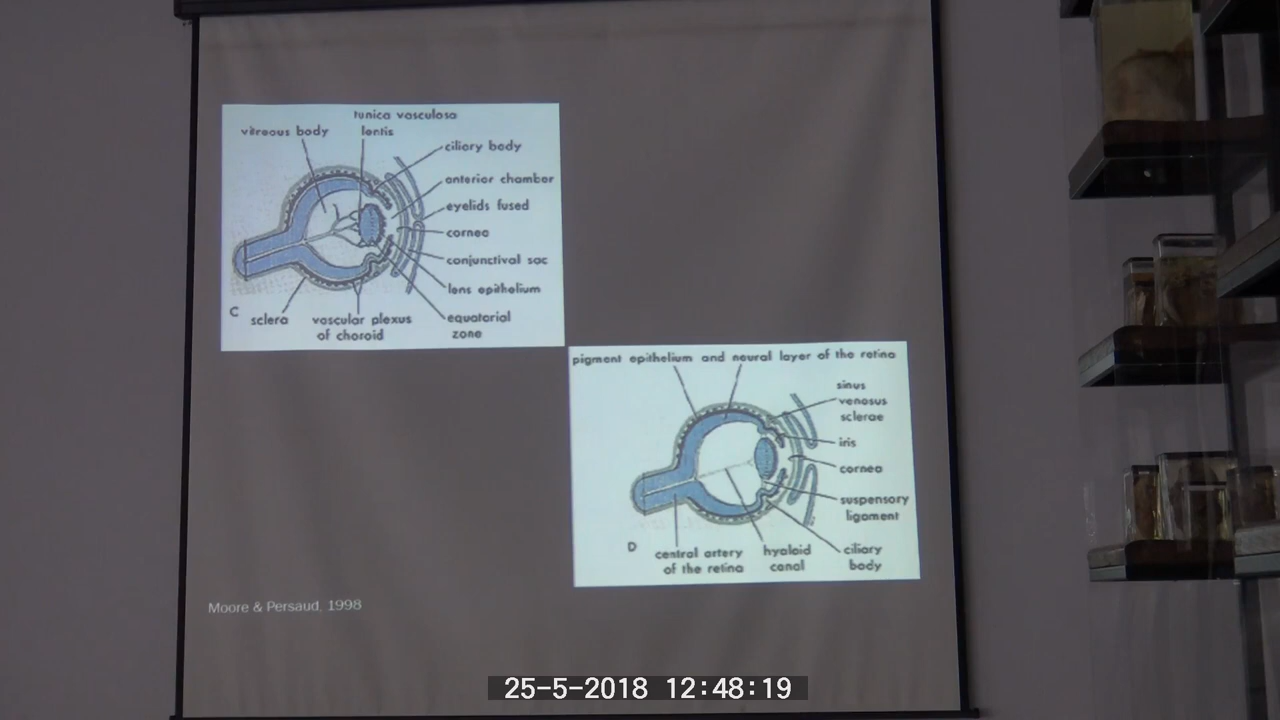 tunica vasculosa
vitreous body lentis
ciliary body
anterior chamber
eyelids fused
cornea
conjunctival sac
lens epithelium
equatorial
zone
C sclera vascular plexus
of choroid
pigment epithelium and neural layer of the retina
sinus
venosus
sclerae
iris
cornea
suspensory
ligament
D central artery
of the retina
hyaloid
canal
ciliary
body
Moore & Persaud, 1998
25-5-2018 12:48:19